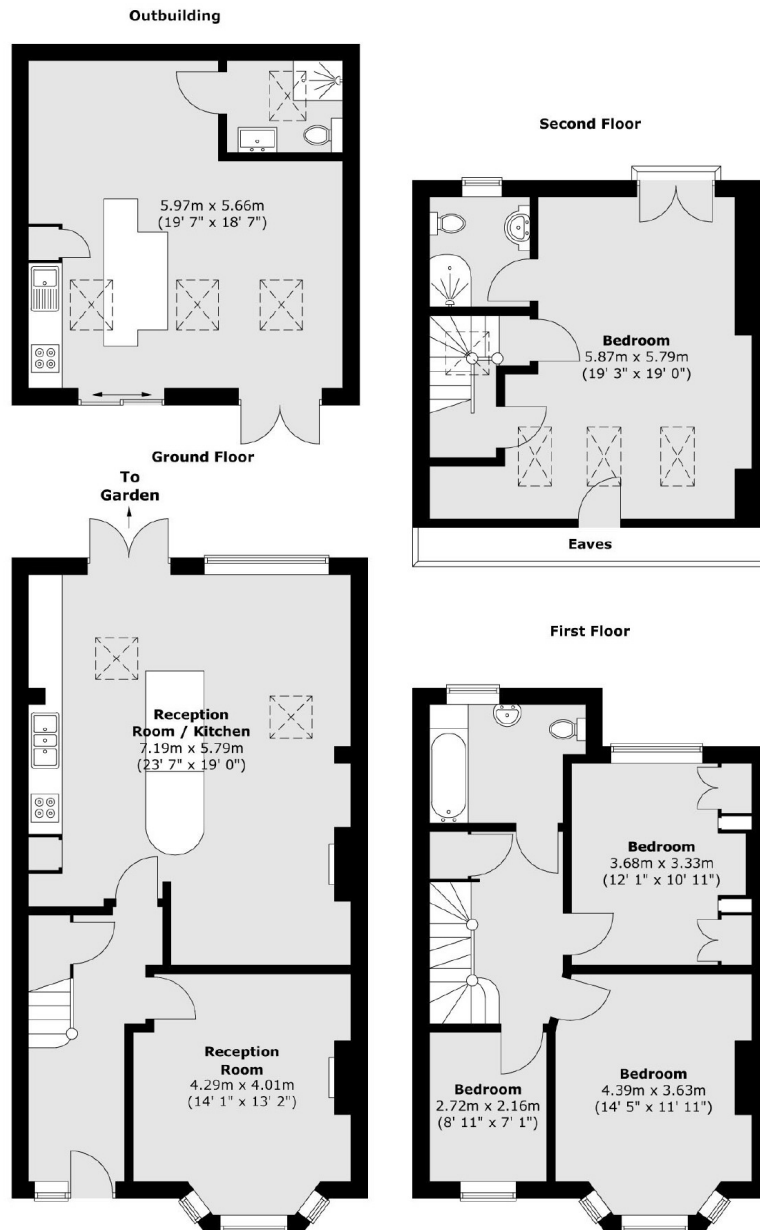 Outbuilding
5.97m x 5.66m
(19' 7" x 18' 7")
Second Floor
Bedroom
5.87m x 5.79m
(19' 3" x 19' 0")
Eaves
Ground Floor
To
Garden
Reception
Room / Kitchen
7.19m x 5.79m
(23' 7" x 19' 0")
Reception
Room
4.29m x 4.01m
(14' 1" x 13' 2")
First Floor
Bedroom
3.68m x 3.33m
(12' 1" x 10' 11")
Bedroom
2.72m x 2.16m
(8' 11" x 7' 1")
Bedroom
4.39m x 3.63m
(14' 5" x 11' 11")